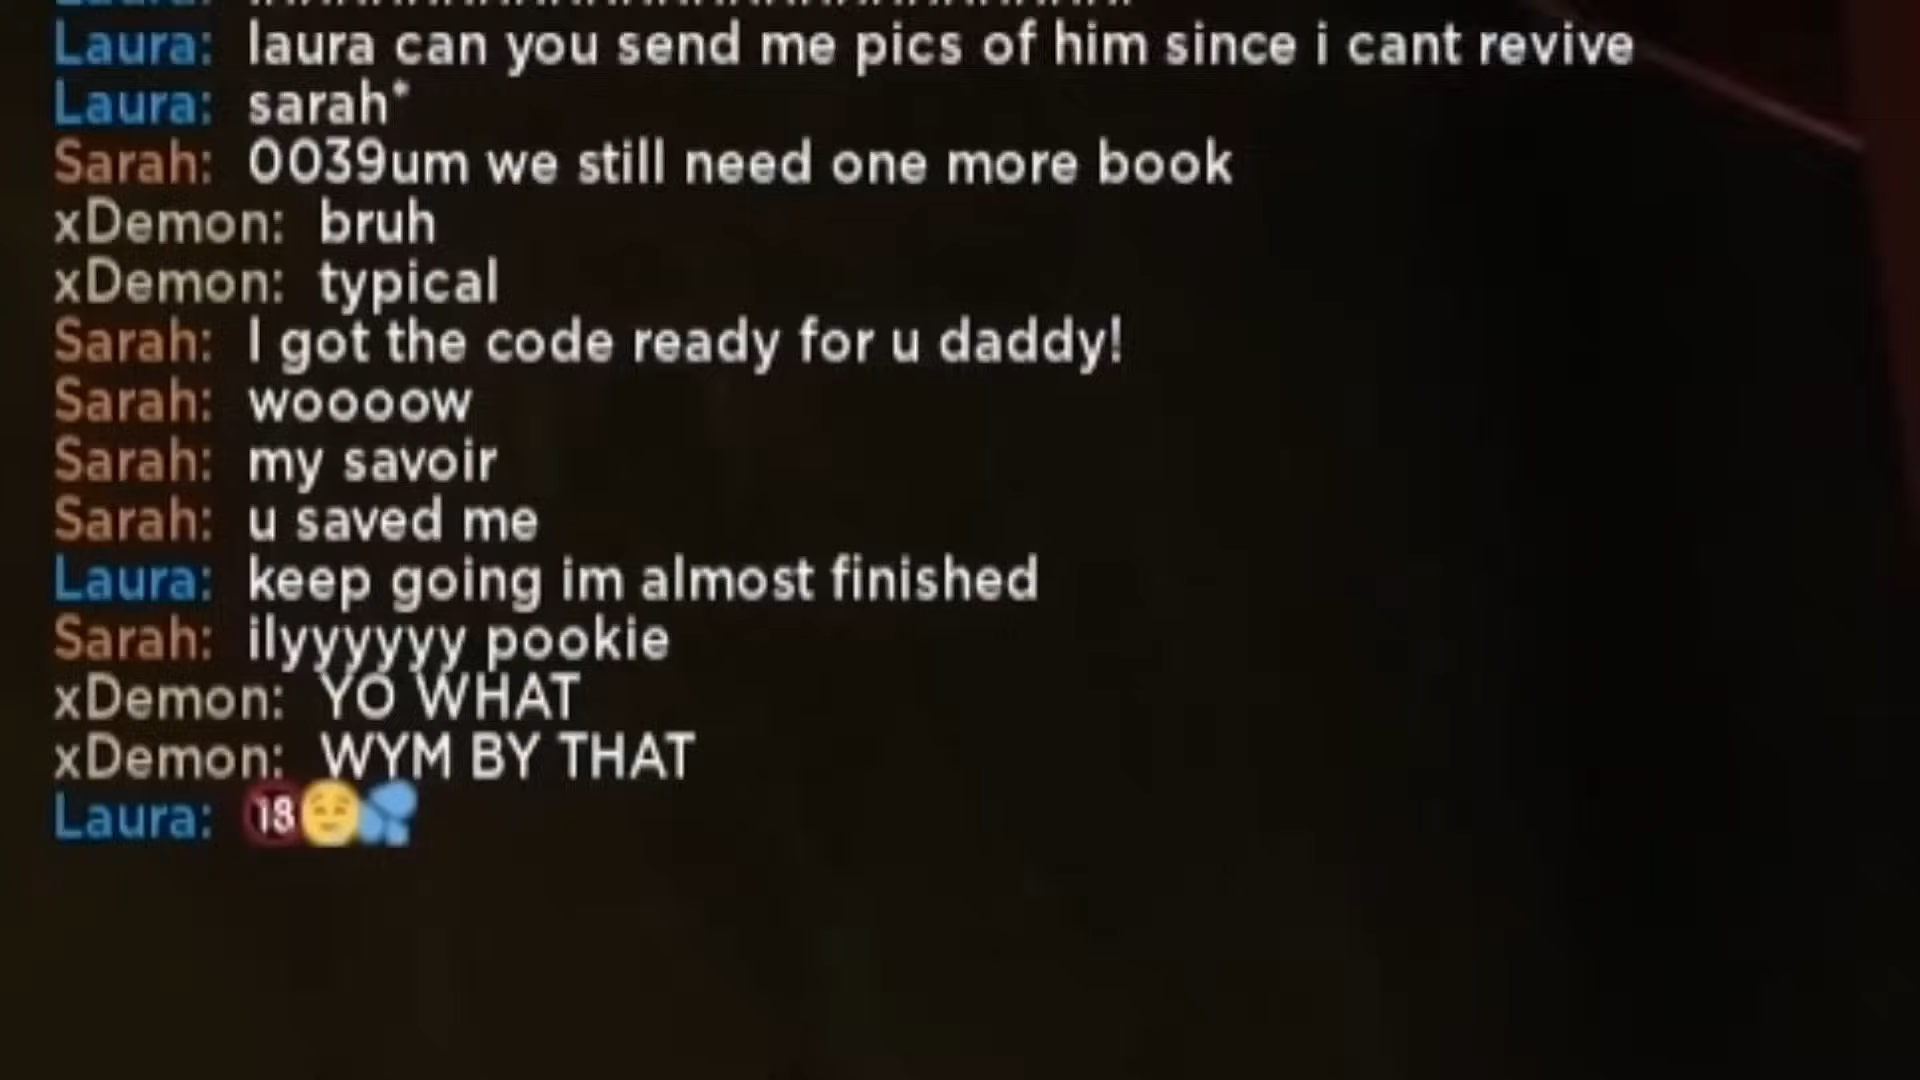 Laura: laura can you send me pics of him since i cant revive
Laura: sarah*
Sarah: 0039um we still need one more book
xDemon: bruh
xDemon: typical
Sarah: I got the code ready for u daddy!
Sarah: woooow
Sarah: my savoir
Sarah: u saved me
Laura: keep going im almost finished
Sarah: ilyyyyyyy pookie
xDemon: YO WHAT
xDemon: WYM BY THAT
Laura: 🔞😌💦